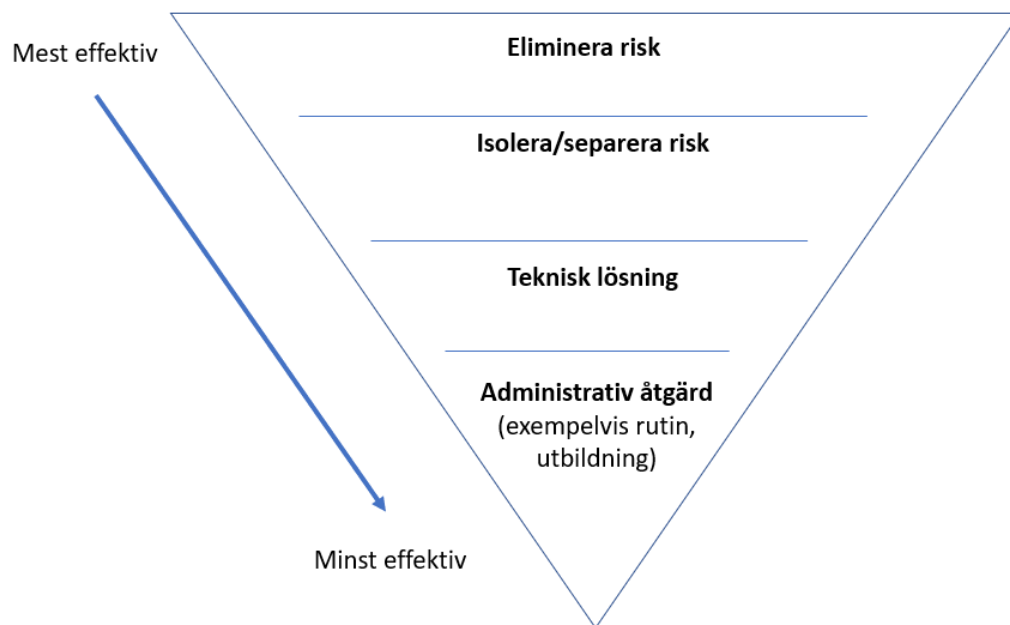 Mest effektiv
Eliminera risk
Isolera/separera risk
Teknisk lösning
Administrativ åtgärd
(exempelvis rutin,
utbildning)
Minst effektiv